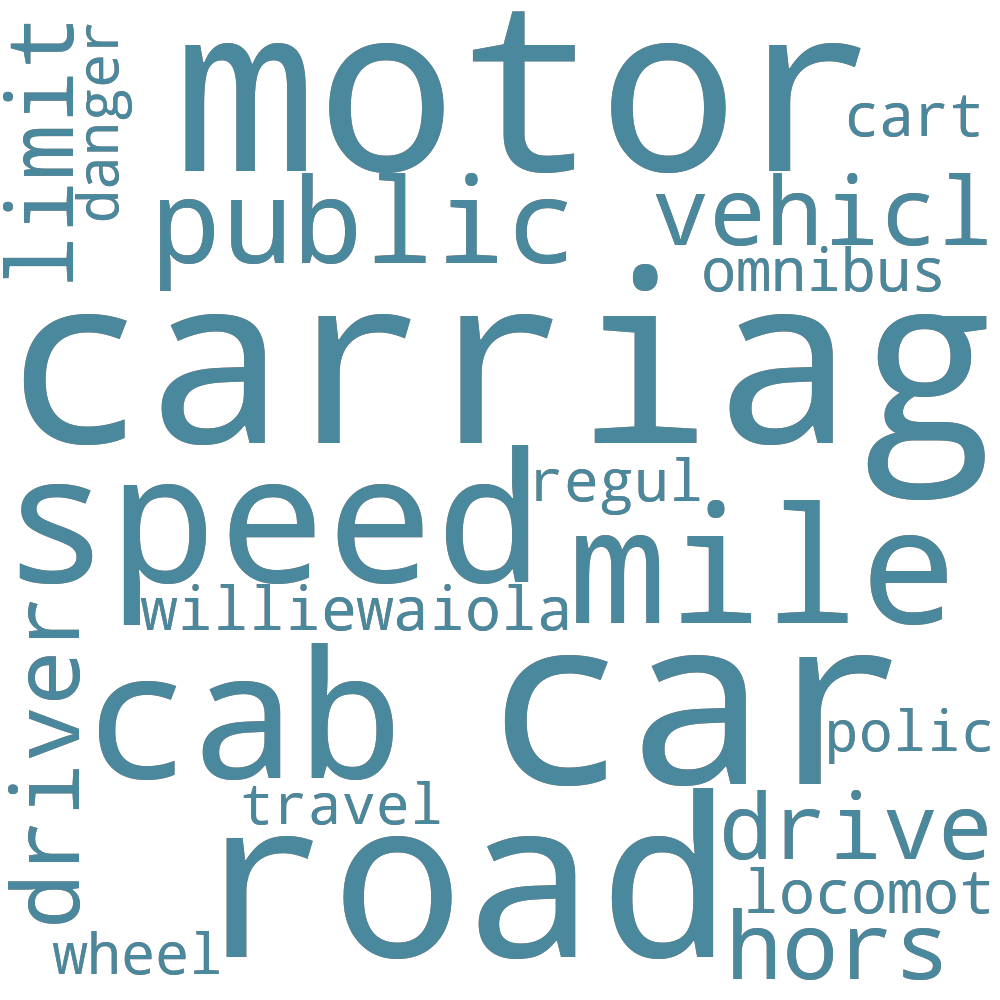 limit
danger
motor
cart
public
vehicl
omnibus
carriag
speed
regul
mile
williewaiola
driver
cab
car
polic
travel
drive
road
locomot
wheel
hors